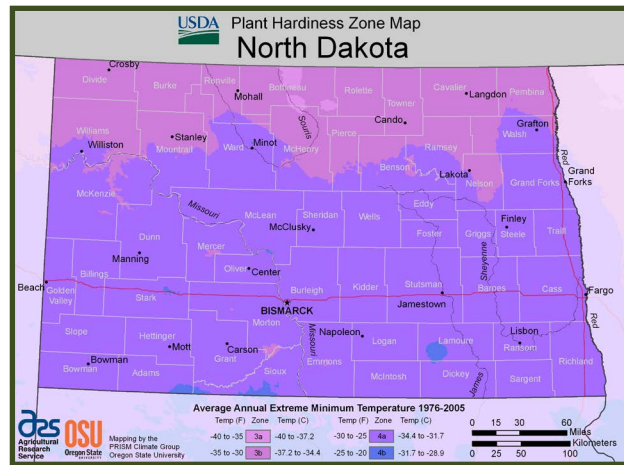 USDA
Plant Hardiness Zone Map
North Dakota
Crosby
Divide
Burke
Renville
Bottineau
Rolette
Towner
Cavalier
Pembina
Mohall
Langdon
Souris
Cando
Grafton
Williams
Stanley
Ward
Minot
Pierce
Ramsey
Walsh
Williston
Mountrail
McHenry
Benson
Lakota
Nelson
Red
Grand Forks
Grand
Forks
McKenzie
Missouri
McLean
Sheridan
Wells
Eddy
McClusky
Foster
Griggs
Finley
Steele
Traill
Sheyenne
Dunn
Mercer
Manning
Oliver
Center
Beach
Billings
Golden
Valley
Stark
Burleigh
Kidder
Stutsman
Barnes
Cass
Fargo
BISMARCK
Jamestown
Red
Slope
Hettinger
Morton
Missouri
Napoleon
Logan
Lamoure
Lisbon
Ransom
Mott
Carson
Grant
Emmons
Richland
Bowman
Bowman
Adams
Sioux
McIntosh
Dickey
James
Sargent
Average Annual Extreme Minimum Temperature 1976-2005
Temp (F) Zone Temp (C) Temp (F) Zone Temp (C)
-40 to -35 3a -40 to -37.2 -30 to -25 4a -34.4 to -31.7
-35 to -30 3b -37.2 to -34.4 -25 to -20 4b -31.7 to -28.9
ars
Agricultural
Research
Service
OSU
Oregon State
UNIVERSITY
Mapping by the
PRISM Climate Group
Oregon State University
0 15 30 60
Miles
Kilometers
0 25 50 100